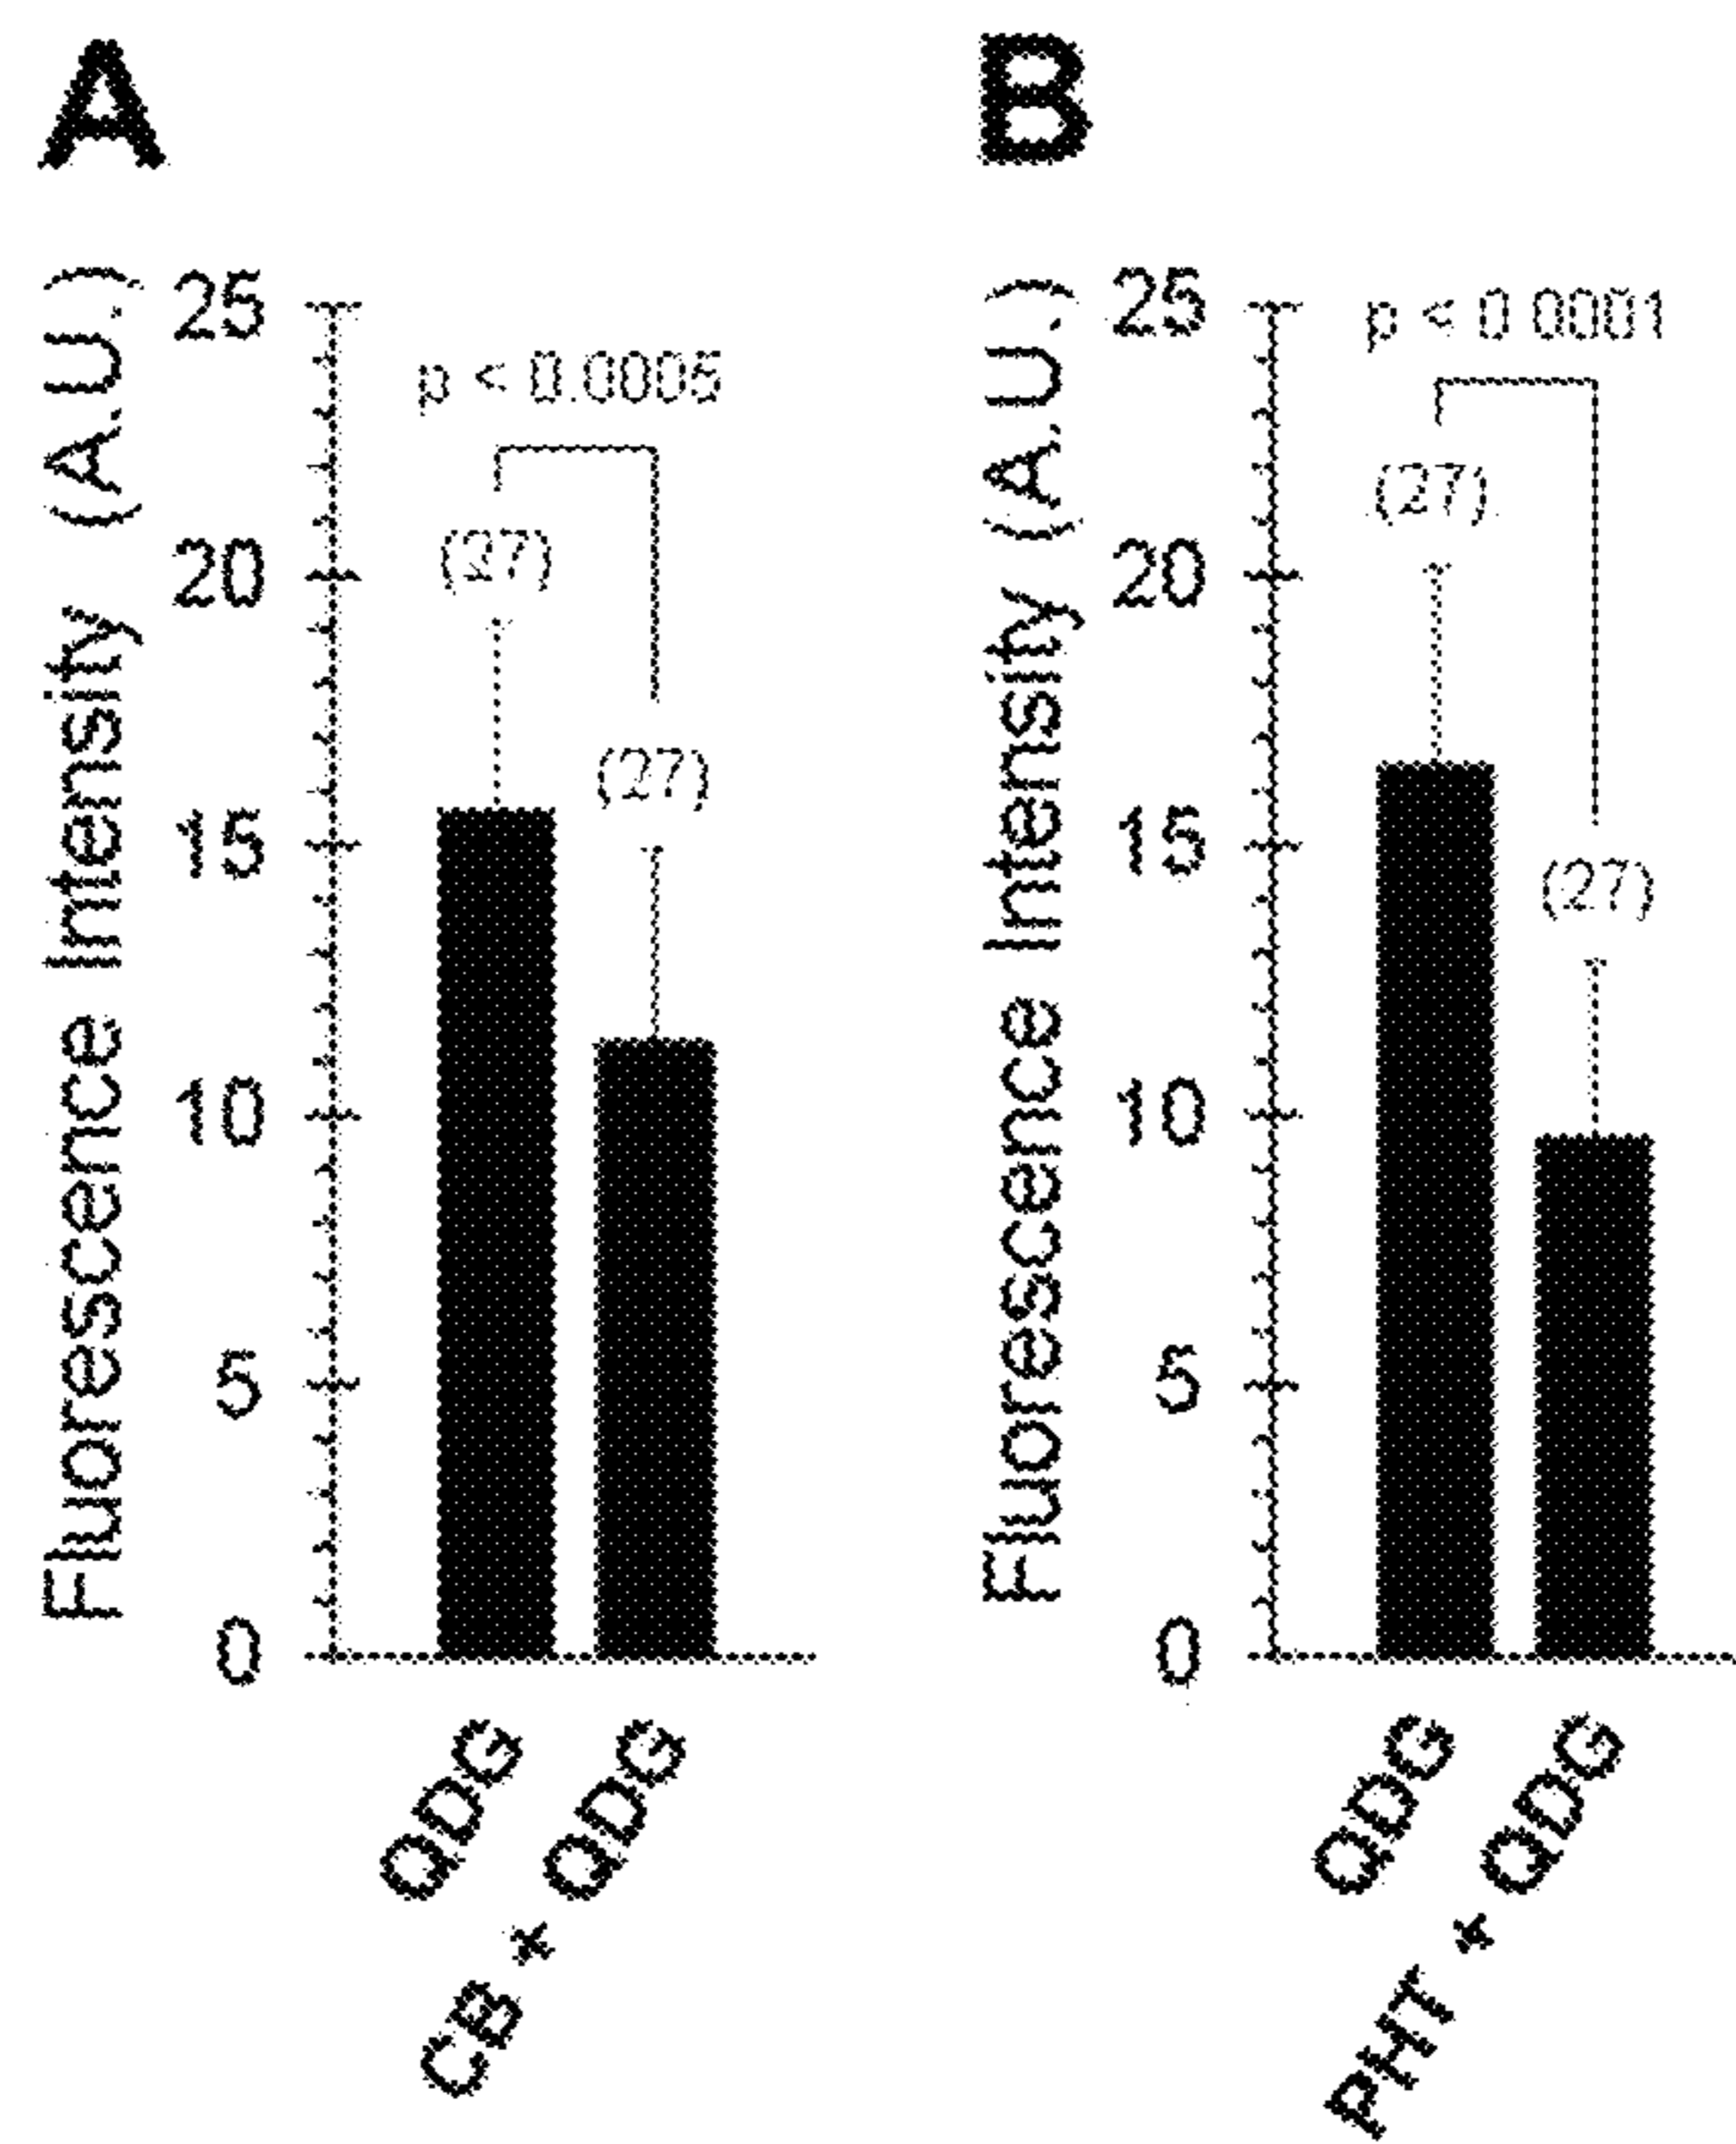 A
Fluorescence Intensity (A.U.)
25
20
15
10
5
0
p < 0.0005
(27)
(27)
QDG
CB + QDG
B
Fluorescence Intensity (A.U.)
25
20
15
10
5
0
p < 0.0001
(27)
(27)
QDG
PHT + QDG